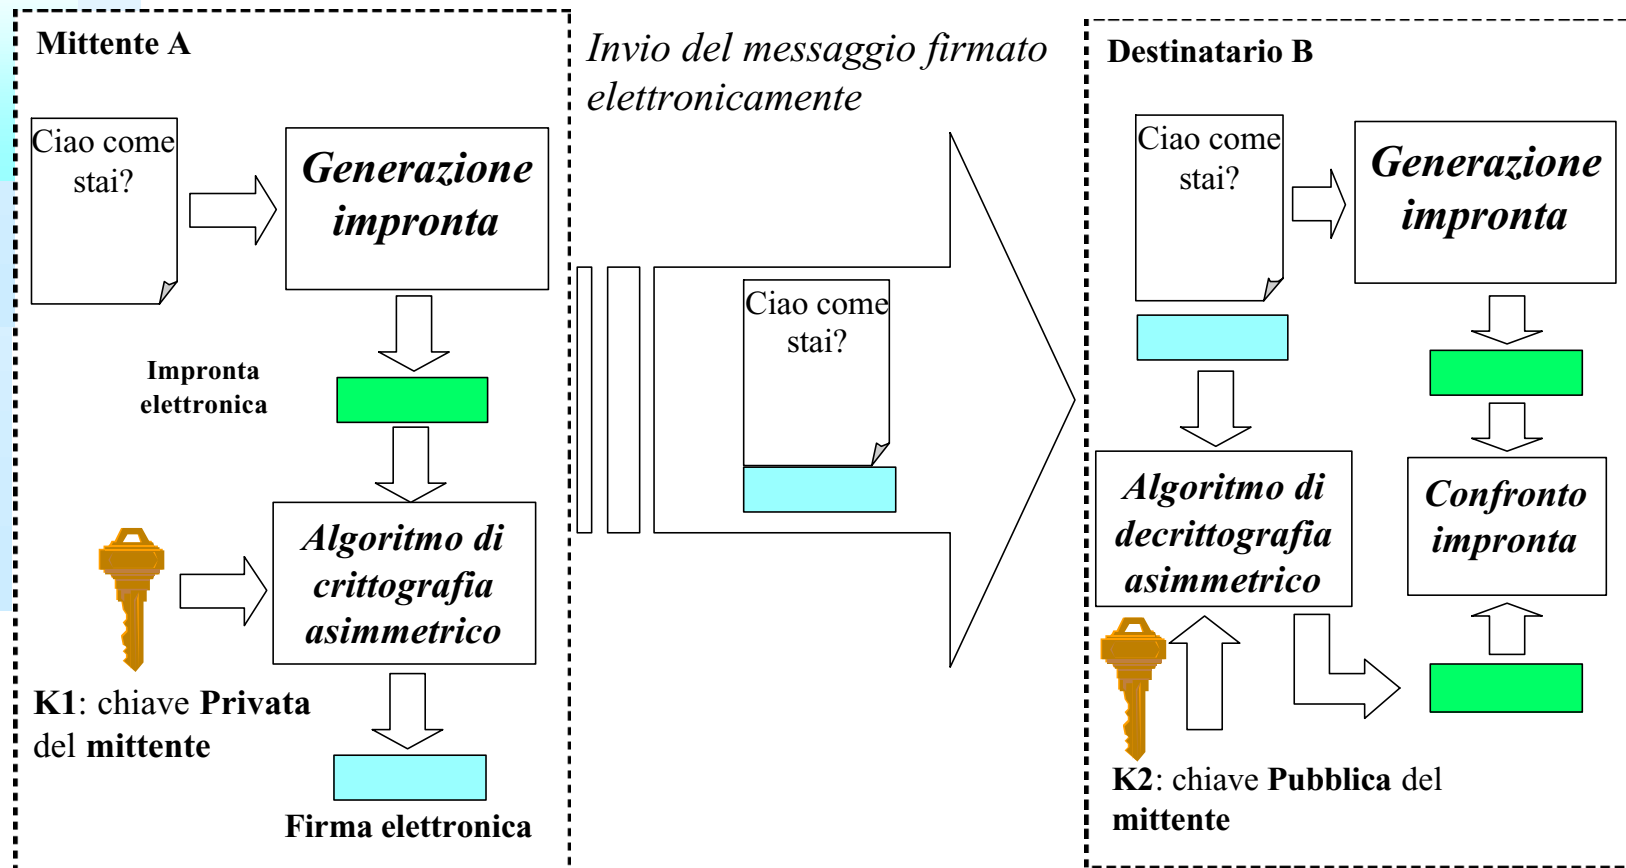 Mittente A
Ciao come
stai?
Generazione
impronta
Impronta
elettronica
Algoritmo di
crittografia
asimmetrico
K1: chiave Privata
del mittente
Firma elettronica
Invio del messaggio firmato
elettronicamente
Ciao come
stai?
Destinatario B
Ciao come
stai?
Generazione
impronta
Algoritmo di
decrittografia
asimmetrico
Confronto
impronta
K2: chiave Pubblica del
mittente